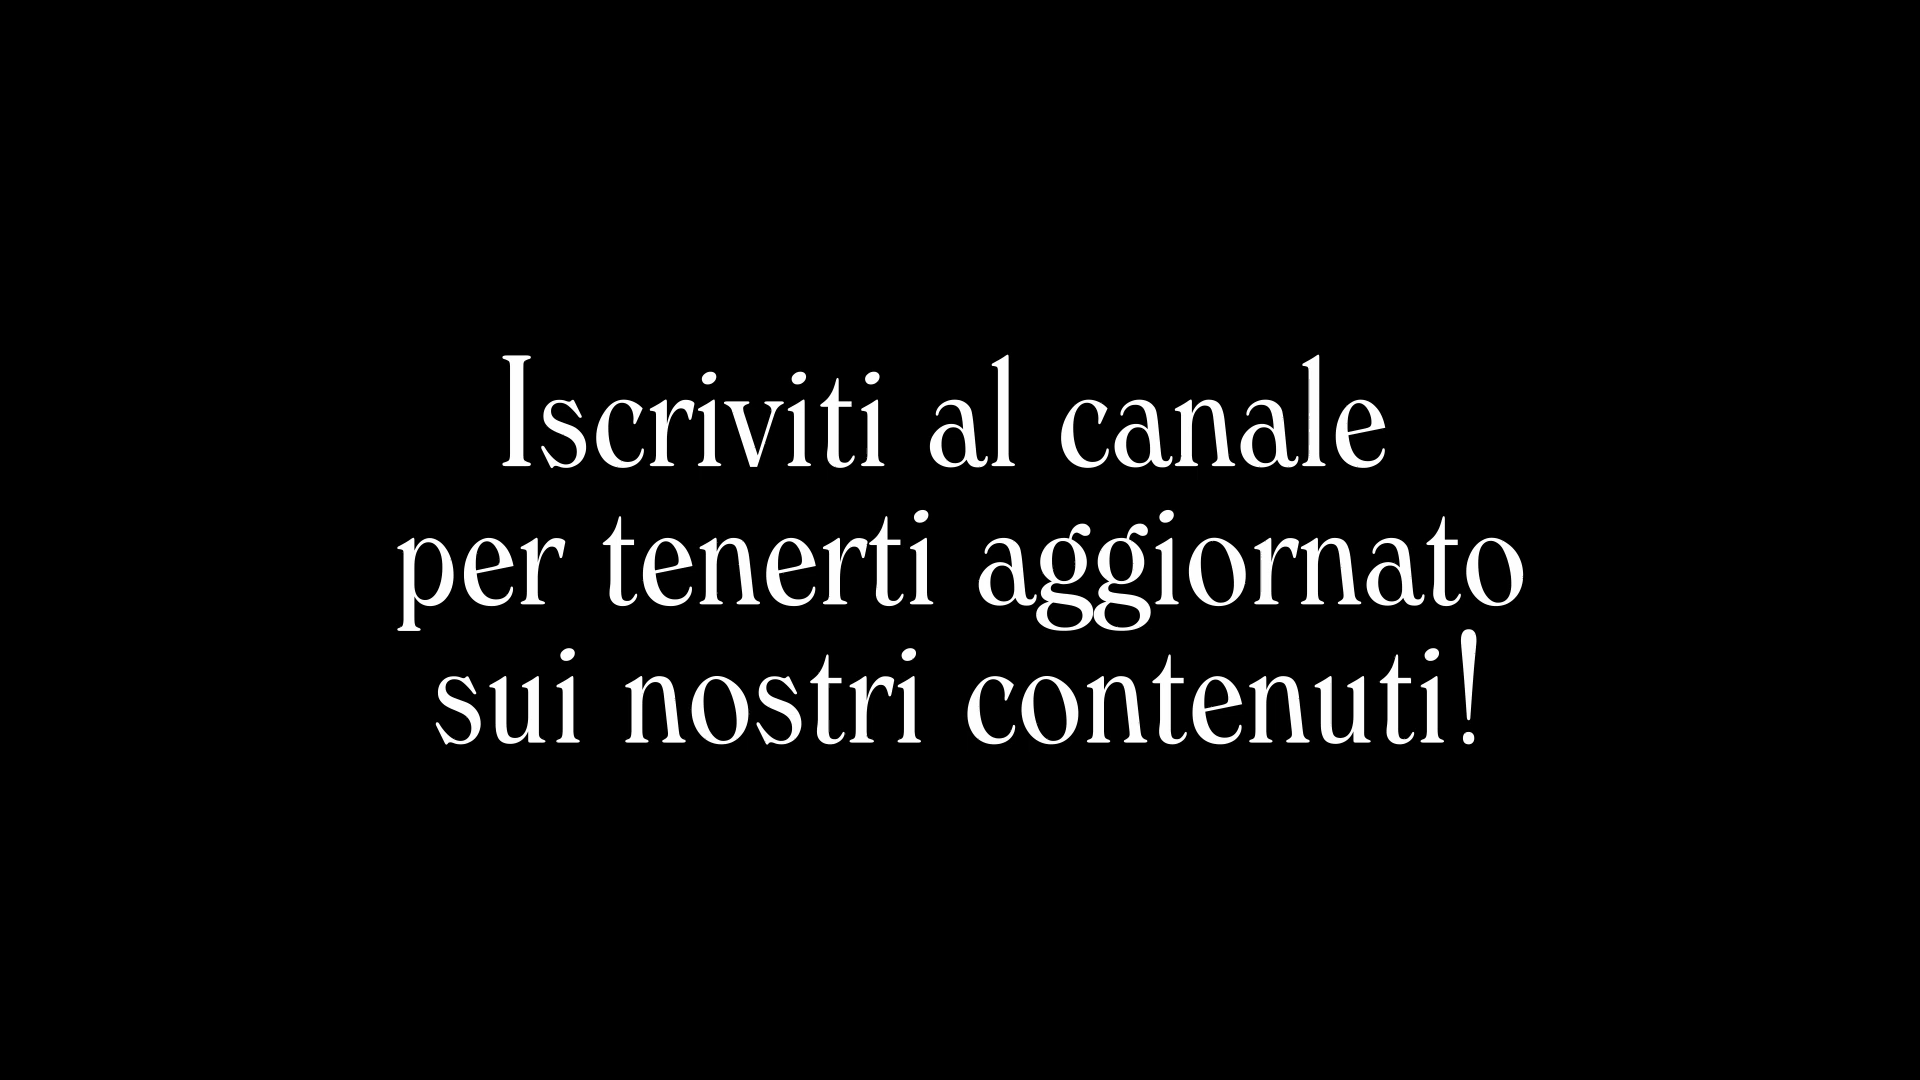 Iscriviti al canale
per tenerti aggiornato
sui nostri contenuti!